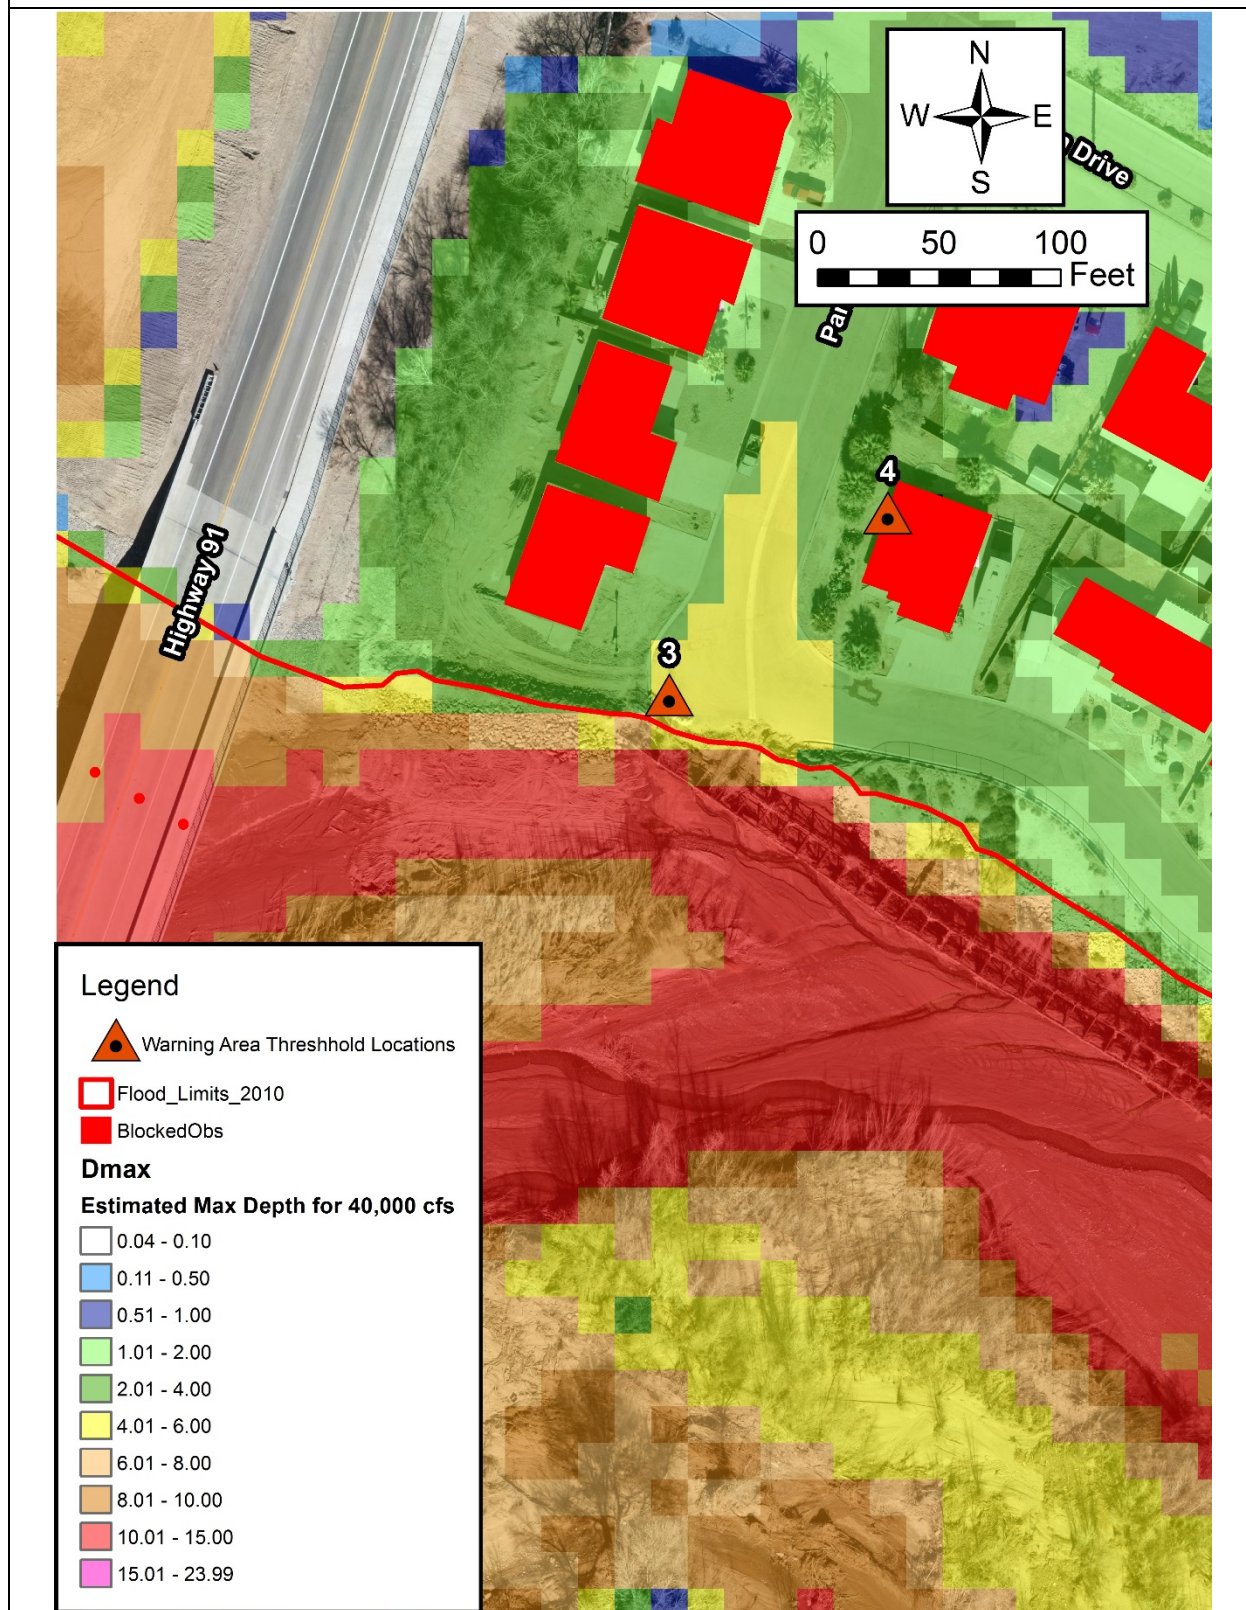 N
W E
S
Drive
0 50 100
Feet
4
Highway 91
3
Legend
Warning Area Threshhold Locations
Flood_Limits_2010
BlockedObs
Dmax
Estimated Max Depth for 40,000 cfs
0.04 - 0.10
0.11 - 0.50
0.51 - 1.00
1.01 - 2.00
2.01 - 4.00
4.01 - 6.00
6.01 - 8.00
8.01 - 10.00
10.01 - 15.00
15.01 - 23.99